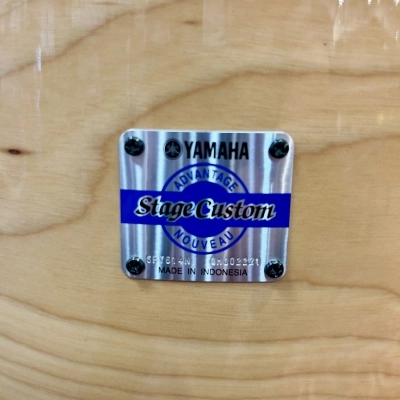 YAMAHA
ADVANTAGE
Stage Custom
NOUVEAU
MADE IN INDONESIA